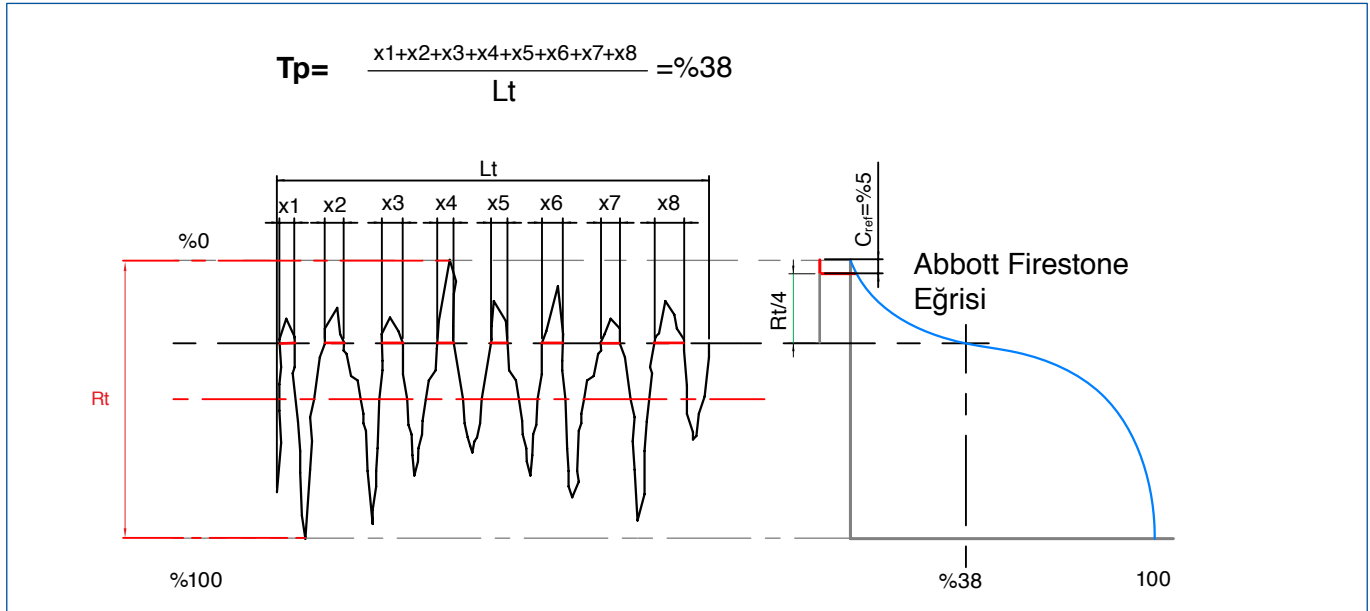 Tp= x1+x2+x3+x4+x5+x6+x7+x8 =%38
Lt
Lt
x1 x2 x3 x4 x5 x6 x7 x8
%0
Cref=%5
Rt/4
Abbott Firestone
Eğrisi
Rt
%100
%38
100